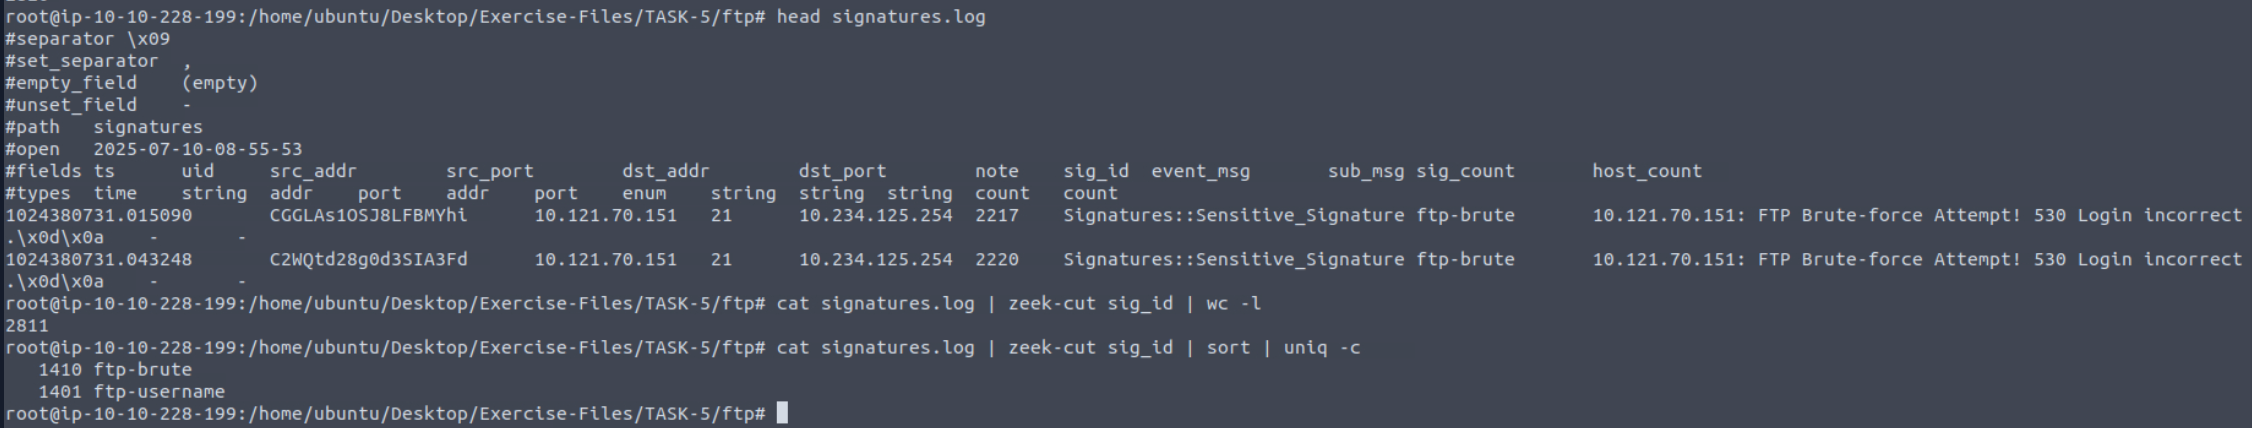 root@ip-10-10-228-199:/home/ubuntu/Desktop/Exercise-Files/TASK-5/ftp# head signatures.log
#separator \x09
#set_separator  ,
#empty_field    (empty)
#unset_field    -
#path   signatures
#open   2025-07-10-08-55-53
#fields ts      uid     src_addr        src_port        dst_addr        dst_port        note    sig_id  event_msg       sub_msg sig_count       host_count
#types  time    string  addr    port    addr    port    enum    string  string  string  count   count
1024380731.015090       CGGLAs1OSJ8LFBMYhi      10.121.70.151   21      10.234.125.254  2217    Signatures::Sensitive_Signature ftp-brute       10.121.70.151: FTP Brute-force Attempt! 530 Login incorrect
.\x0d\x0a    -       -
1024380731.043248       C2WQtd28g0d3SIA3Fd      10.121.70.151   21      10.234.125.254  2220    Signatures::Sensitive_Signature ftp-brute       10.121.70.151: FTP Brute-force Attempt! 530 Login incorrect
.\x0d\x0a    -       -
root@ip-10-10-228-199:/home/ubuntu/Desktop/Exercise-Files/TASK-5/ftp# cat signatures.log | zeek-cut sig_id | wc -l
2811
root@ip-10-10-228-199:/home/ubuntu/Desktop/Exercise-Files/TASK-5/ftp# cat signatures.log | zeek-cut sig_id | sort | uniq -c
   1410 ftp-brute
   1401 ftp-username
root@ip-10-10-228-199:/home/ubuntu/Desktop/Exercise-Files/TASK-5/ftp#